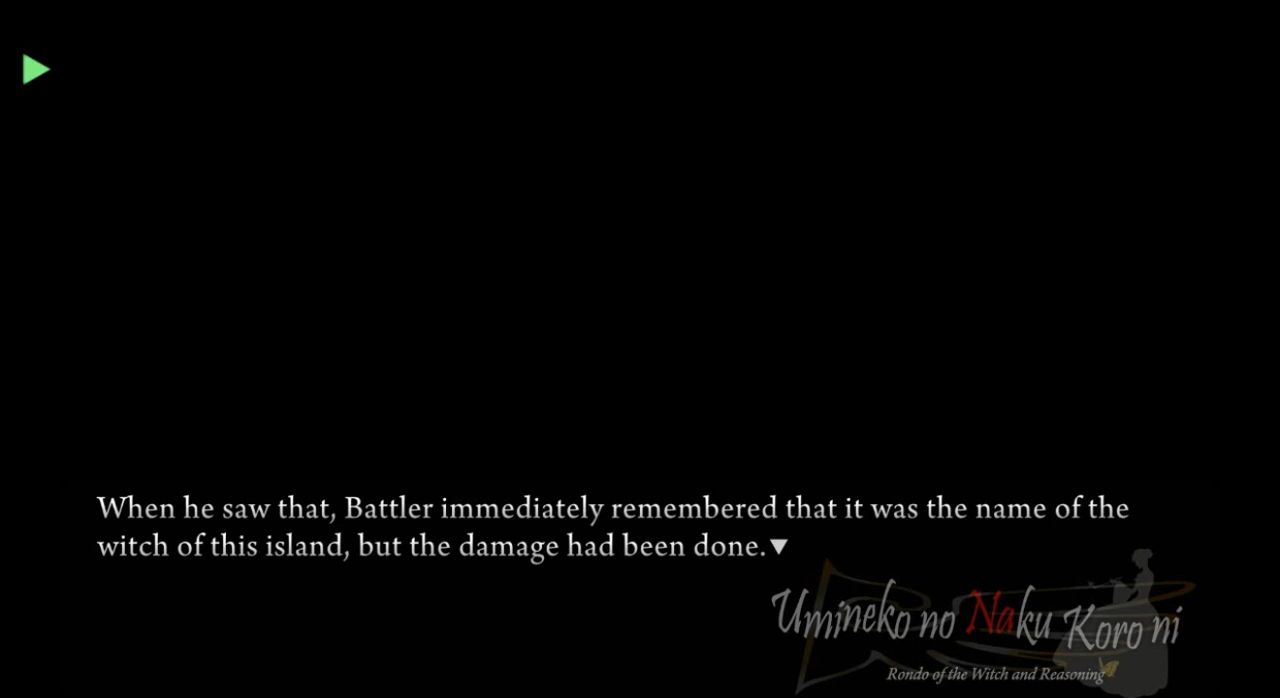 When he saw that, Battler immediately remembered that it was the name of the
witch of this island, but the damage had been done.
Umineko no Naku Koro ni
Rondo of the Witch and Reasoning